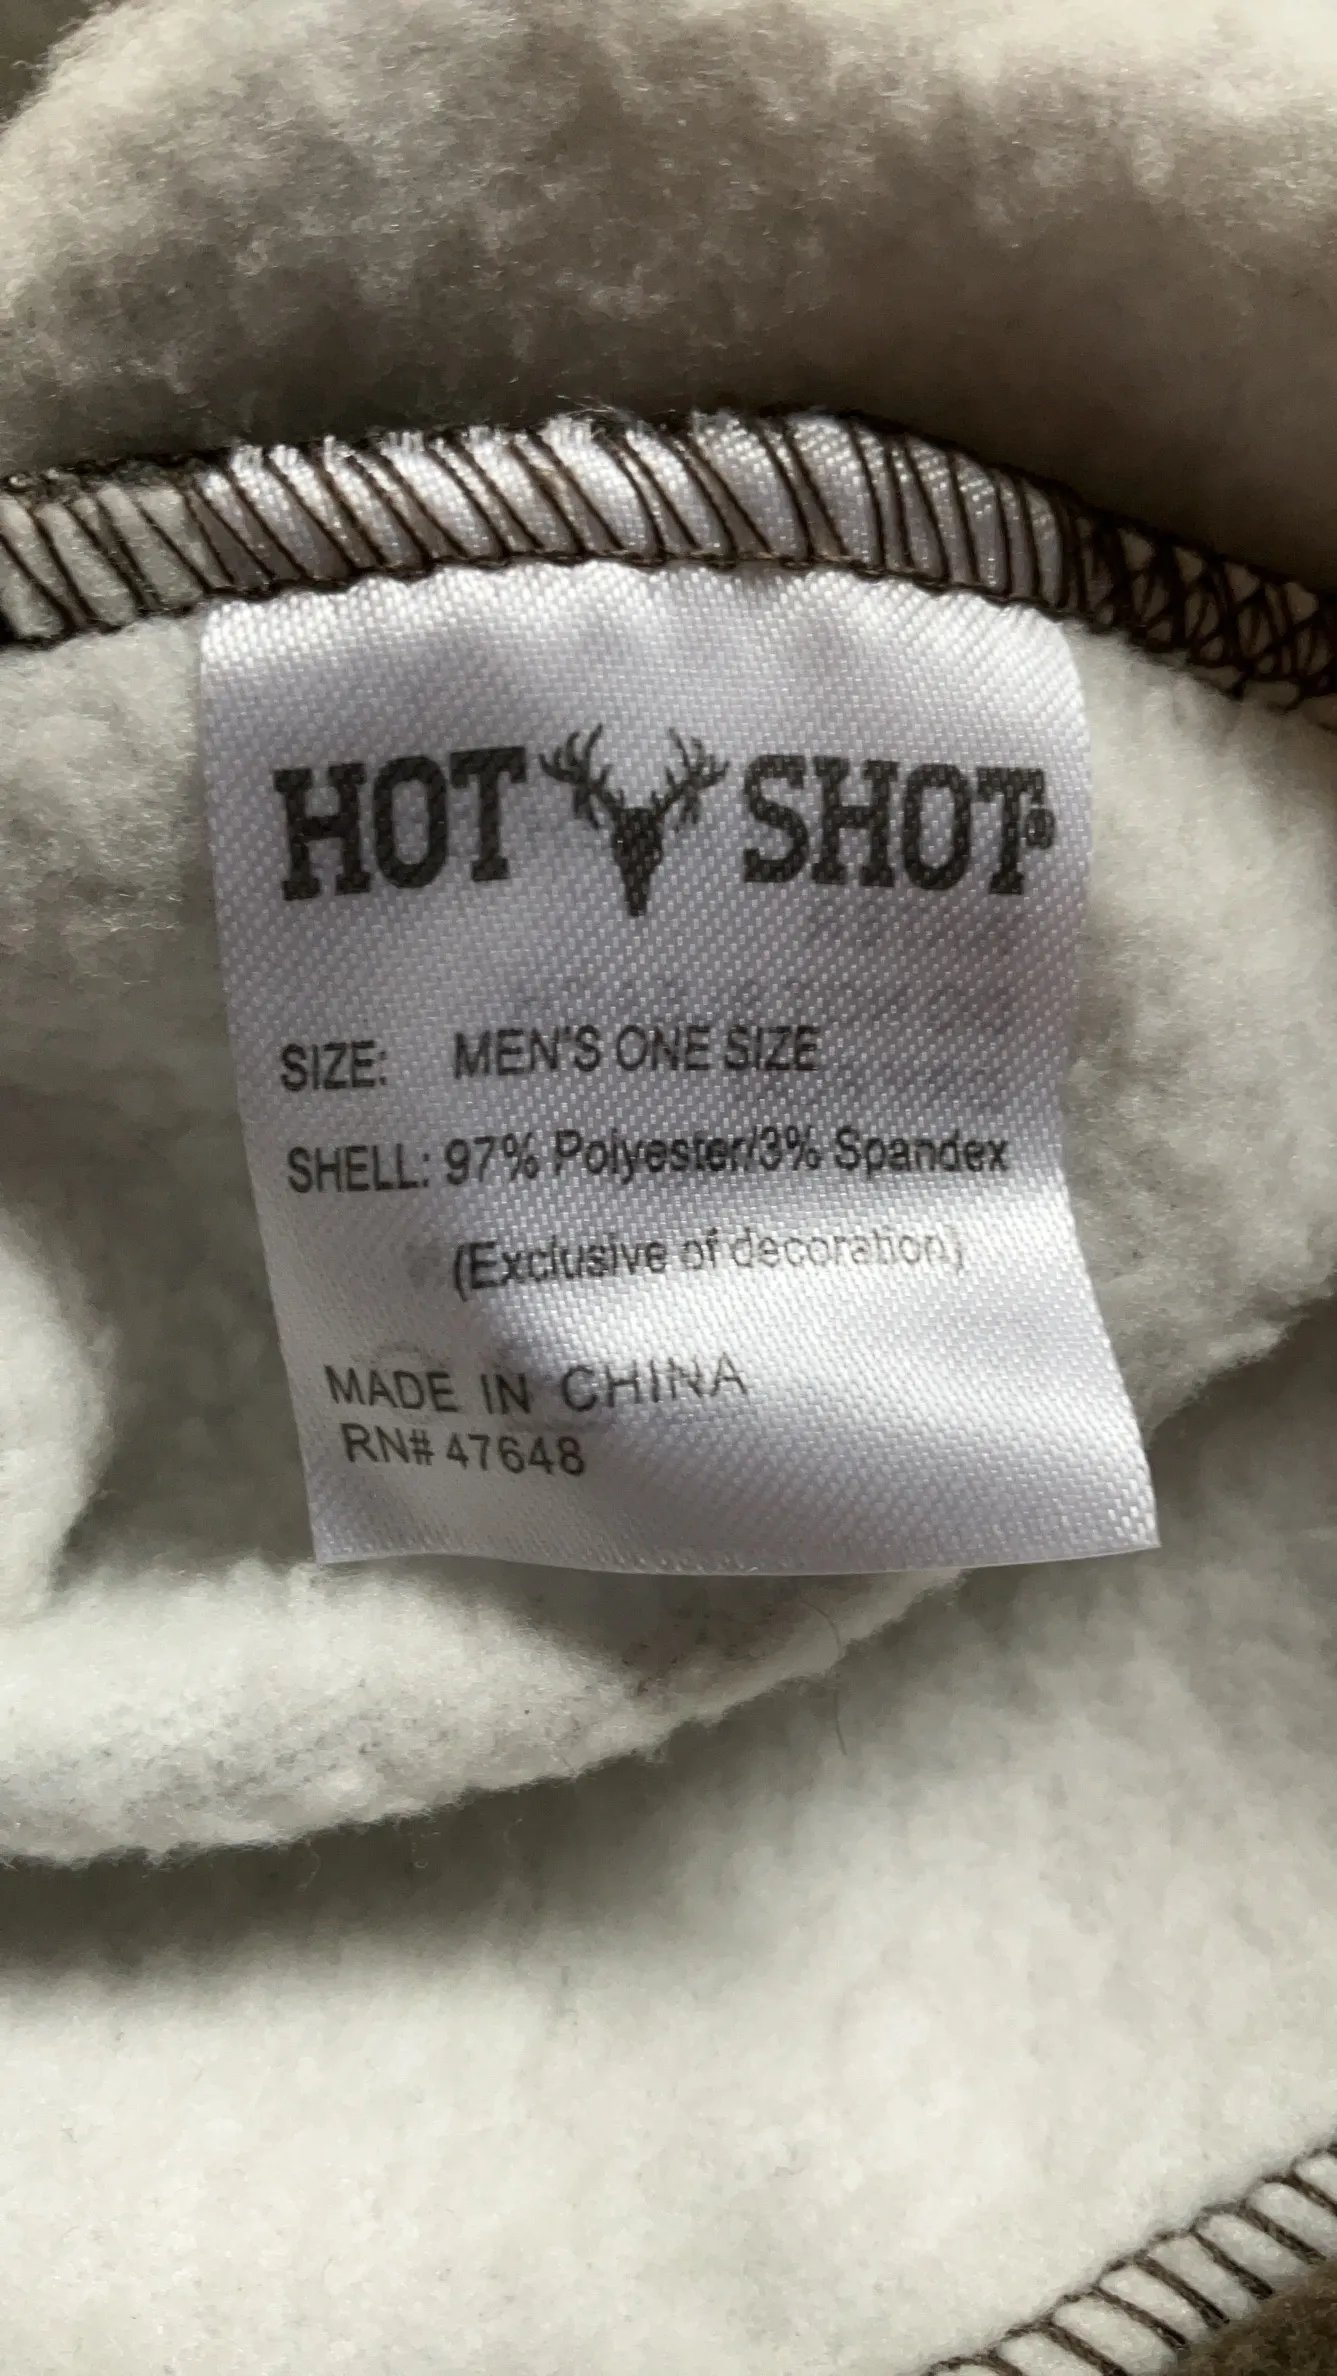 HOT SHOT®
SIZE: MEN'S ONE SIZE
SHELL: 97% Polyester/3% Spandex
(Exclusive of decoration)
MADE IN CHINA
RN# 47648